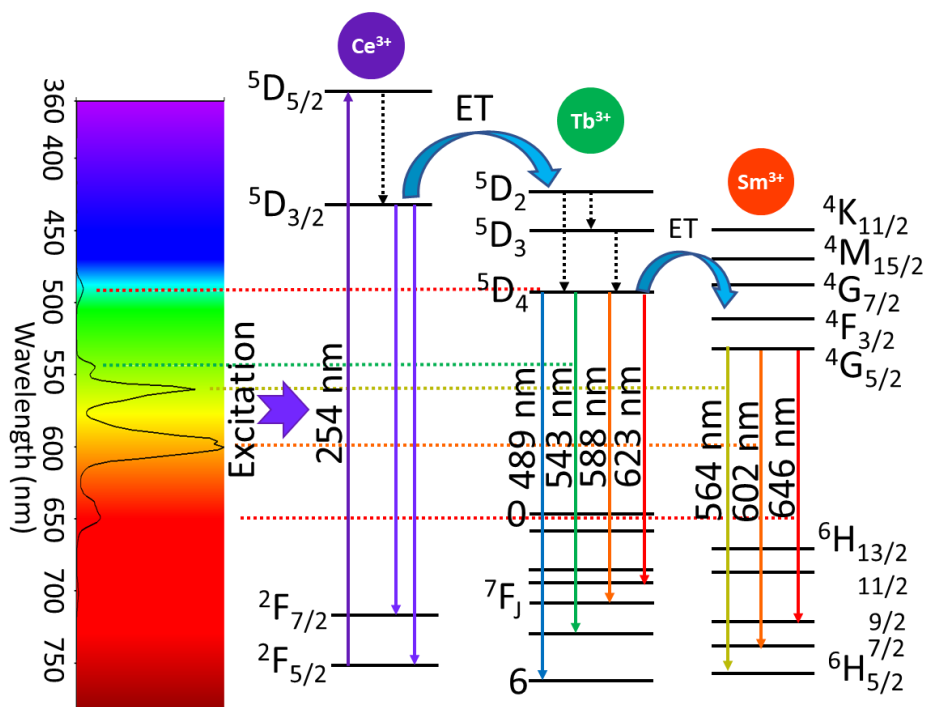 Ce³⁺
Tb³⁺
Sm³⁺
360
400
450
500
550
600
650
700
750
Wavelength (nm)
Excitation
254 nm
⁵D₅/₂
⁵D₃/₂
²F₇/₂
²F₅/₂
ET
⁵D₂
⁵D₃
⁵D₄
489 nm
543 nm
588 nm
623 nm
0
⁷F_J
6
ET
⁴K₁₁/₂
⁴M₁₅/₂
⁴G₇/₂
⁴F₃/₂
⁴G₅/₂
564 nm
602 nm
646 nm
⁶H₁₃/₂
11/2
9/2
7/2
⁶H₅/₂